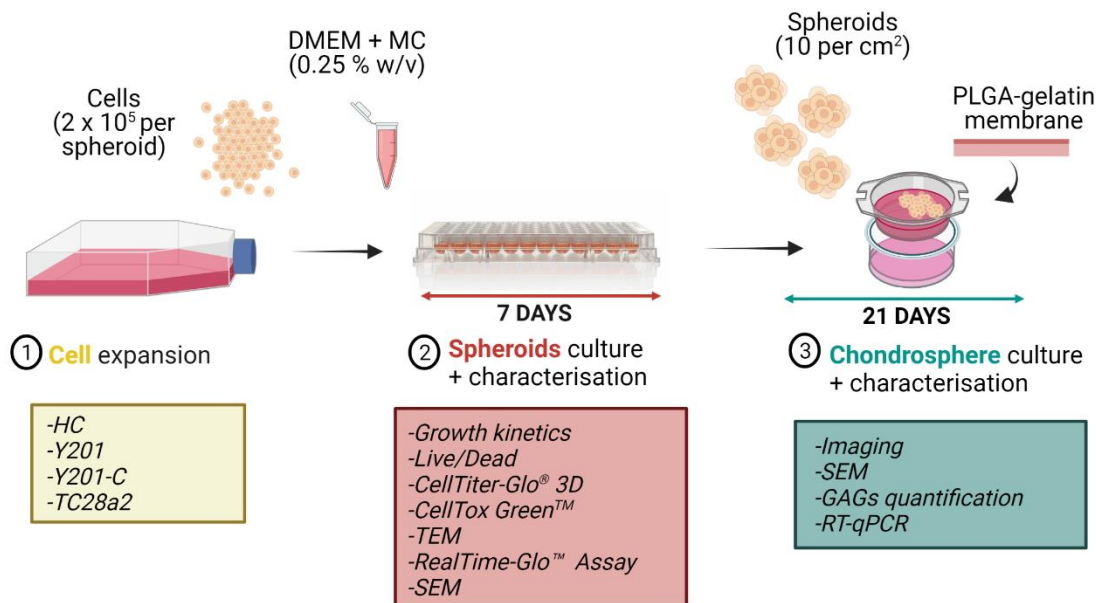 Cells
(2 x 10⁵ per
spheroid)
DMEM + MC
(0.25 % w/v)
Spheroids
(10 per cm²)
PLGA-gelatin
membrane
7 DAYS
21 DAYS
1 Cell expansion
2 Spheroids culture
+ characterisation
3 Chondrosphere culture
+ characterisation
-HC
-Y201
-Y201-C
-TC28a2
-Growth kinetics
-Live/Dead
-CellTiter-Glo® 3D
-CellTox Green™
-TEM
-RealTime-Glo™ Assay
-SEM
-Imaging
-SEM
-GAGs quantification
-RT-qPCR